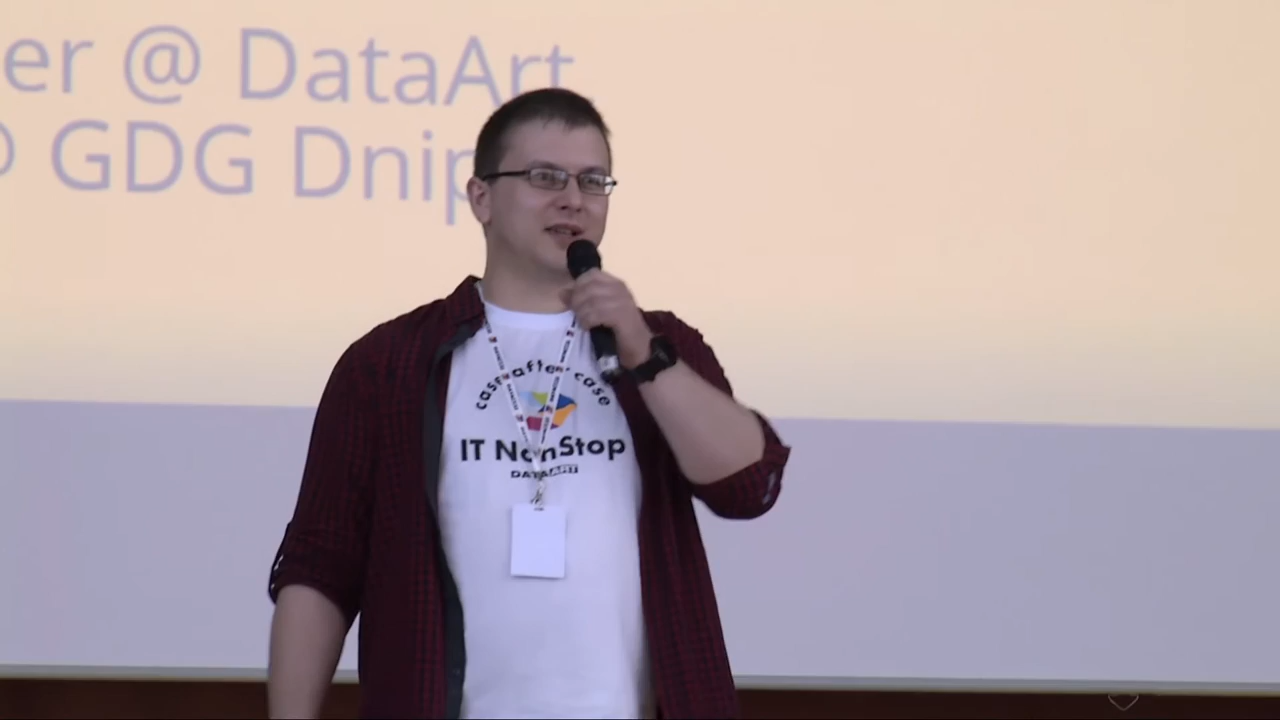 er @ DataArt
@ GDG Dnip
case after case
IT NonStop
DATAART